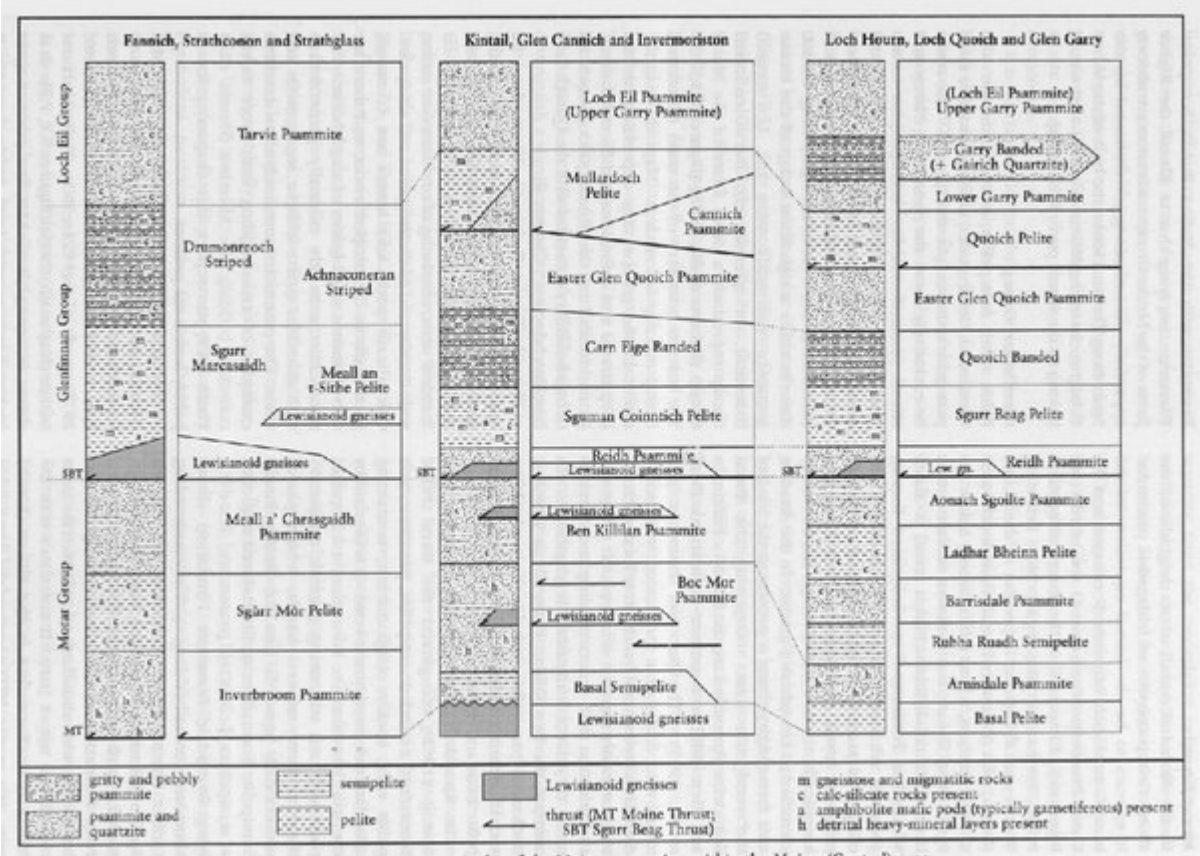 Fannich, Strathconon and Strathglass
Kintail, Glen Cannich and Invermoriston
Loch Hourn, Loch Quoich and Glen Garry
Loch Eil Group
Glenfinnan Group
Morar Group
SBT
MT
Tarvie Psammite
Drumonreoch
Striped
Achnaconeran
Striped
Sgurr
Marcasaidh
Meall an
t-Sithe Pelite
Lewisianoid gneisses
Lewisianoid gneisses
Meall a' Chrasgaidh
Psammite
Sgùrr Mór Pelite
Inverbroom Psammite
SBT
Loch Eil Psammite
(Upper Garry Psammite)
Mullardoch
Pelite
Cannich
Psammite
Easter Glen Quoich Psammite
Carn Eige Banded
Sguman Coinntich Pelite
Reidh Psammite
Lewisianoid gneisses
Lewisianoid gneisses
Ben Killilan Psammite
Boc Mor
Psammite
Lewisianoid gneisses
Basal Semipelite
Lewisianoid gneisses
SBT
(Loch Eil Psammite)
Upper Garry Psammite
Garry Banded
(+ Gairich Quartzite)
Lower Garry Psammite
Quoich Pelite
Easter Glen Quoich Psammite
Quoich Banded
Sgurr Beag Pelite
Lew. gn.
Reidh Psammite
Aonach Sgoilte Psammite
Ladhar Bheinn Pelite
Barrisdale Psammite
Rubha Ruadh Semipelite
Arnisdale Psammite
Basal Pelite
gritty and pebbly
psammite
psammite and
quartzite
semipelite
pelite
Lewisianoid gneisses
thrust (MT Moine Thrust;
SBT Sgurr Beag Thrust)
m gneissose and migmatitic rocks
c calc-silicate rocks present
a amphibolite mafic pods (typically garnetiferous) present
h detrital heavy-mineral layers present